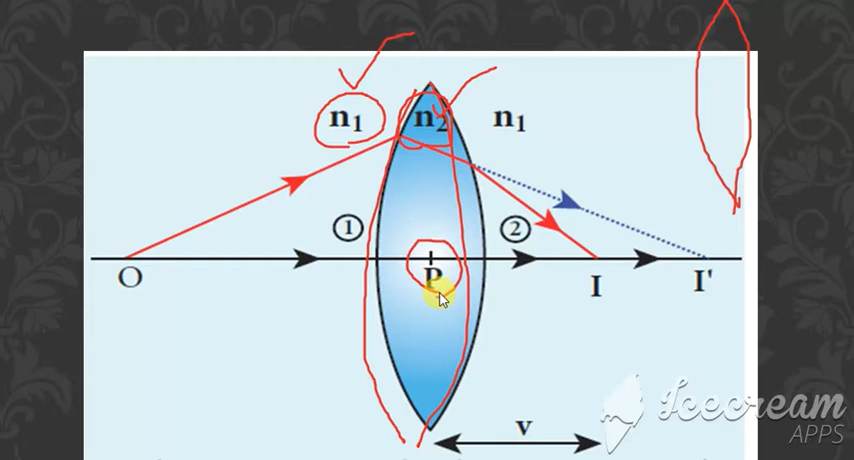 n₁ n₂ n₁
① ②
O P I I'
v
Icecream
APPS